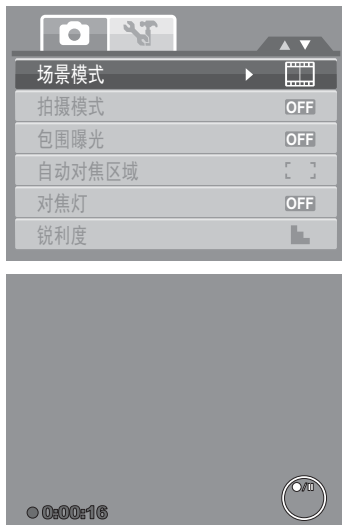 场景模式
拍摄模式 OFF
包围曝光 OFF
自动对焦区域
对焦灯 OFF
锐利度
0:00:16